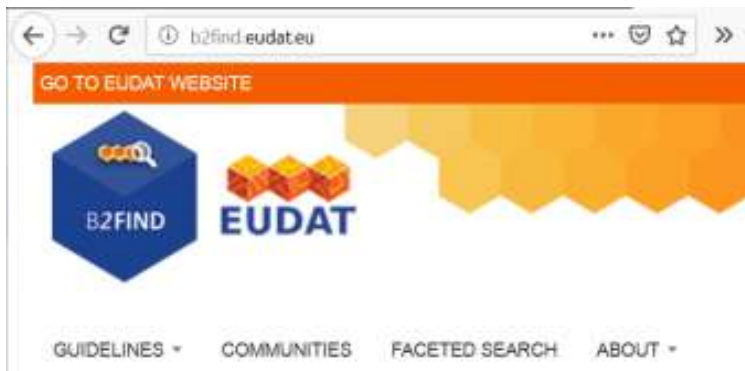 b2find.eudat.eu
GO TO EUDAT WEBSITE
B2FIND
EUDAT
GUIDELINES COMMUNITIES FACETED SEARCH ABOUT